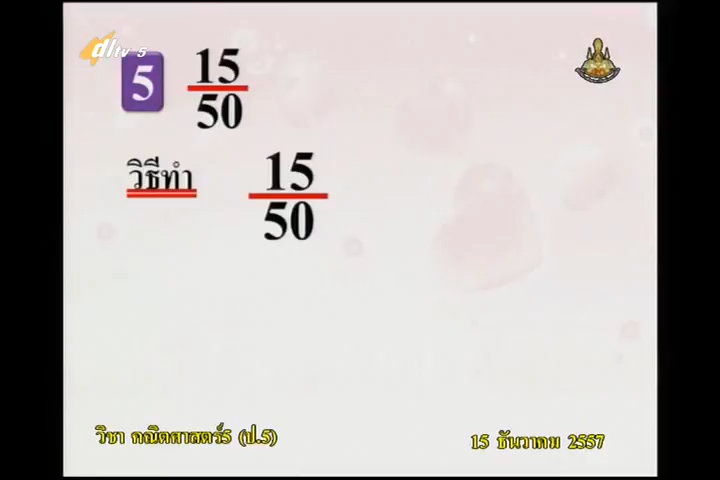 dltv 5
5 15/50
วิธีทำ 15/50
วิชา คณิตศาสตร์5 (ป.5)
15 ธันวาคม 2557